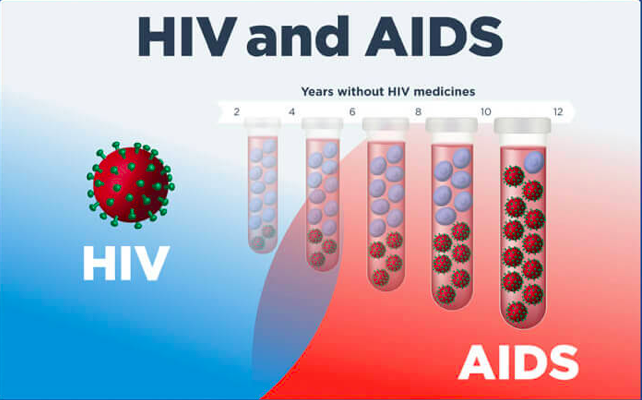 HIV and AIDS
Years without HIV medicines
2 4 6 8 10 12
HIV
AIDS